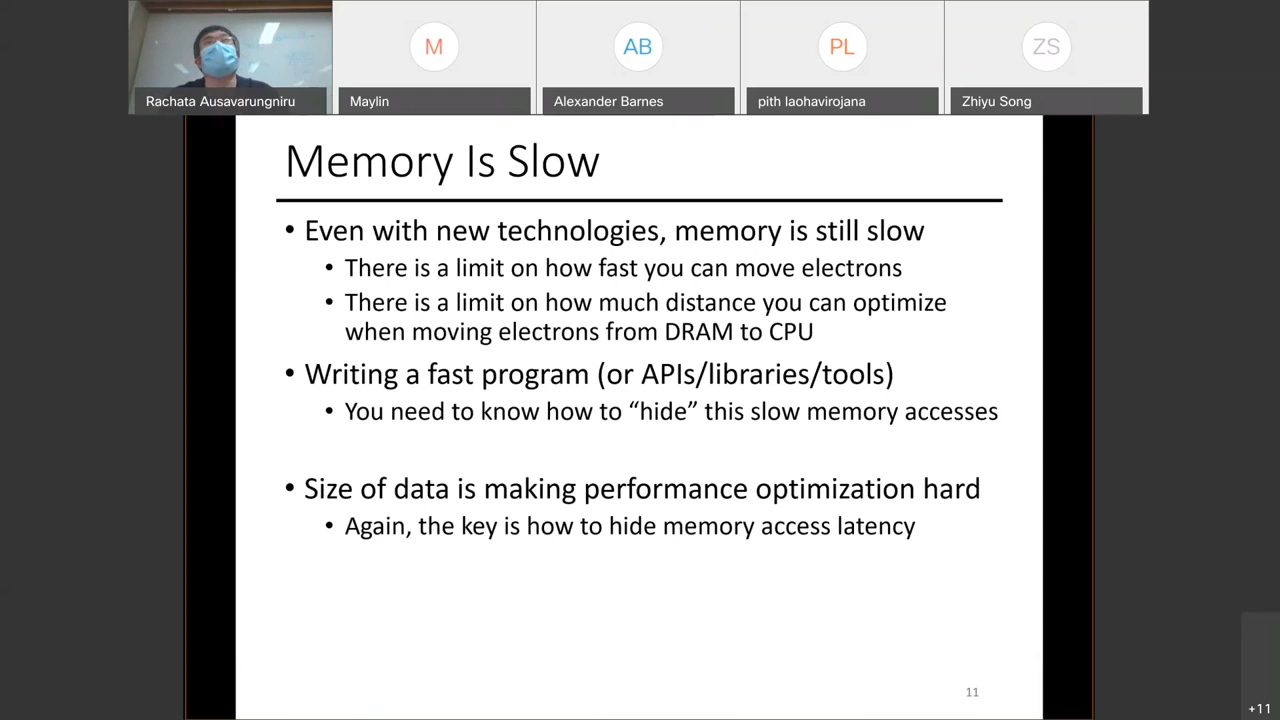 M
AB
PL
ZS
Rachata Ausavarungniru
Maylin
Alexander Barnes
pith laohavirojana
Zhiyu Song
Memory Is Slow
• Even with new technologies, memory is still slow
• There is a limit on how fast you can move electrons
• There is a limit on how much distance you can optimize
when moving electrons from DRAM to CPU
• Writing a fast program (or APIs/libraries/tools)
• You need to know how to “hide” this slow memory accesses
• Size of data is making performance optimization hard
• Again, the key is how to hide memory access latency
11
+11